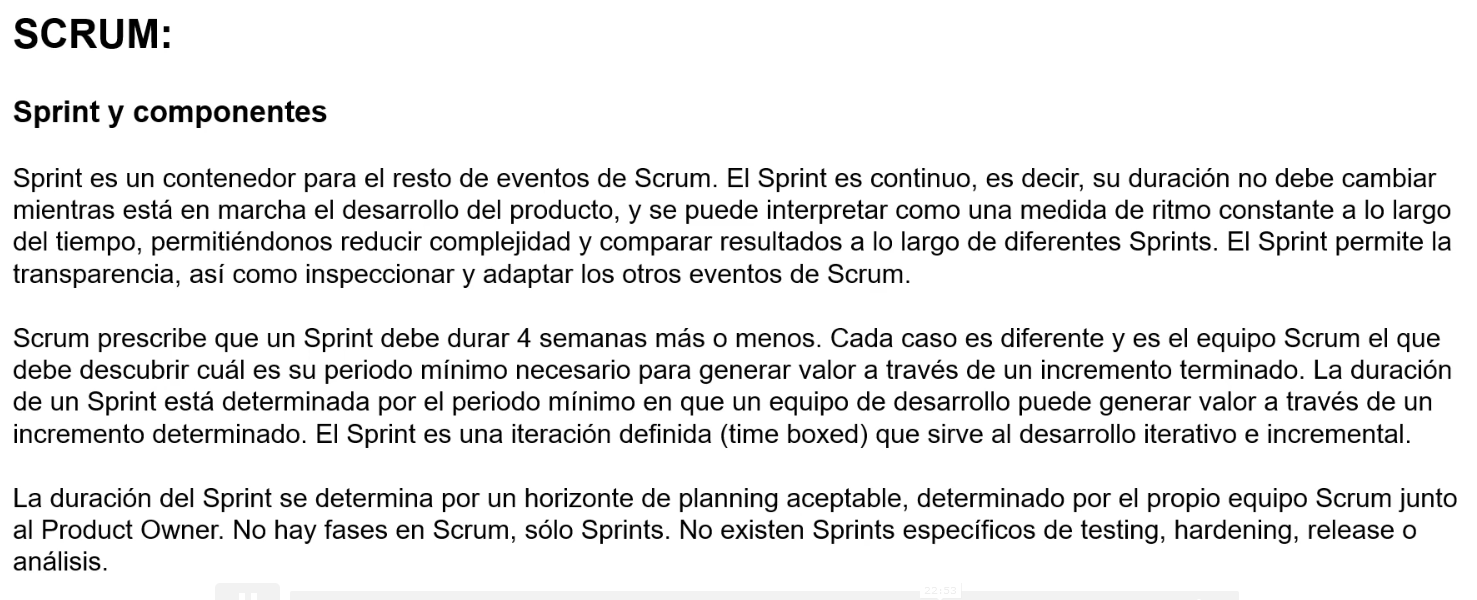 SCRUM:
Sprint y componentes
Sprint es un contenedor para el resto de eventos de Scrum. El Sprint es continuo, es decir, su duración no debe cambiar
mientras está en marcha el desarrollo del producto, y se puede interpretar como una medida de ritmo constante a lo largo
del tiempo, permitiéndonos reducir complejidad y comparar resultados a lo largo de diferentes Sprints. El Sprint permite la
transparencia, así como inspeccionar y adaptar los otros eventos de Scrum.
Scrum prescribe que un Sprint debe durar 4 semanas más o menos. Cada caso es diferente y es el equipo Scrum el que
debe descubrir cuál es su periodo mínimo necesario para generar valor a través de un incremento terminado. La duración
de un Sprint está determinada por el periodo mínimo en que un equipo de desarrollo puede generar valor a través de un
incremento determinado. El Sprint es una iteración definida (time boxed) que sirve al desarrollo iterativo e incremental.
La duración del Sprint se determina por un horizonte de planning aceptable, determinado por el propio equipo Scrum junto
al Product Owner. No hay fases en Scrum, sólo Sprints. No existen Sprints específicos de testing, hardening, release o
análisis.
22:53